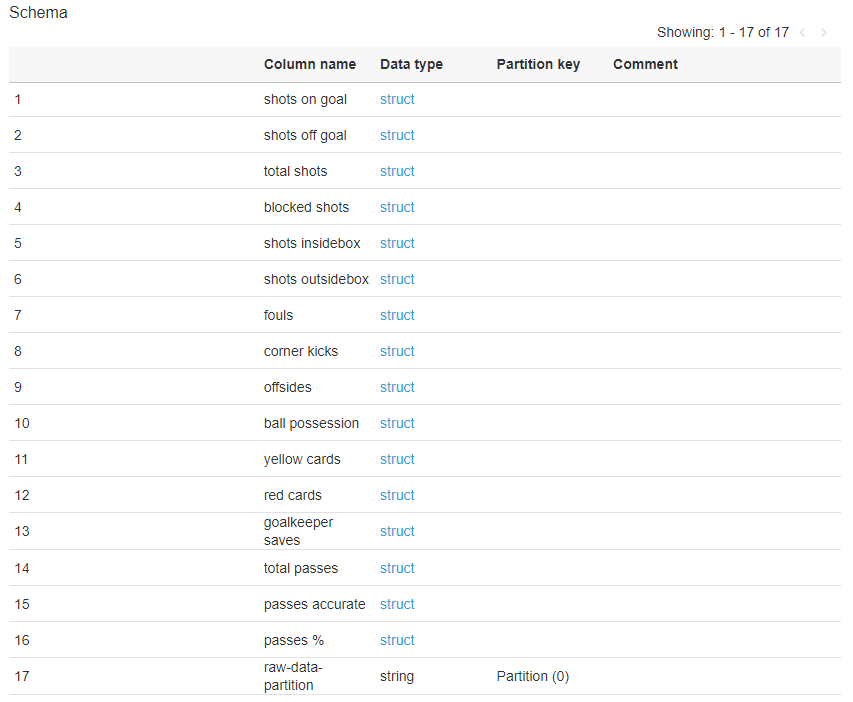 Schema
Showing: 1 - 17 of 17 < >
Column name Data type Partition key Comment
1 shots on goal struct
2 shots off goal struct
3 total shots struct
4 blocked shots struct
5 shots insidebox struct
6 shots outsidebox struct
7 fouls struct
8 corner kicks struct
9 offsides struct
10 ball possession struct
11 yellow cards struct
12 red cards struct
13 goalkeeper saves struct
14 total passes struct
15 passes accurate struct
16 passes % struct
17 raw-data-partition string Partition (0)